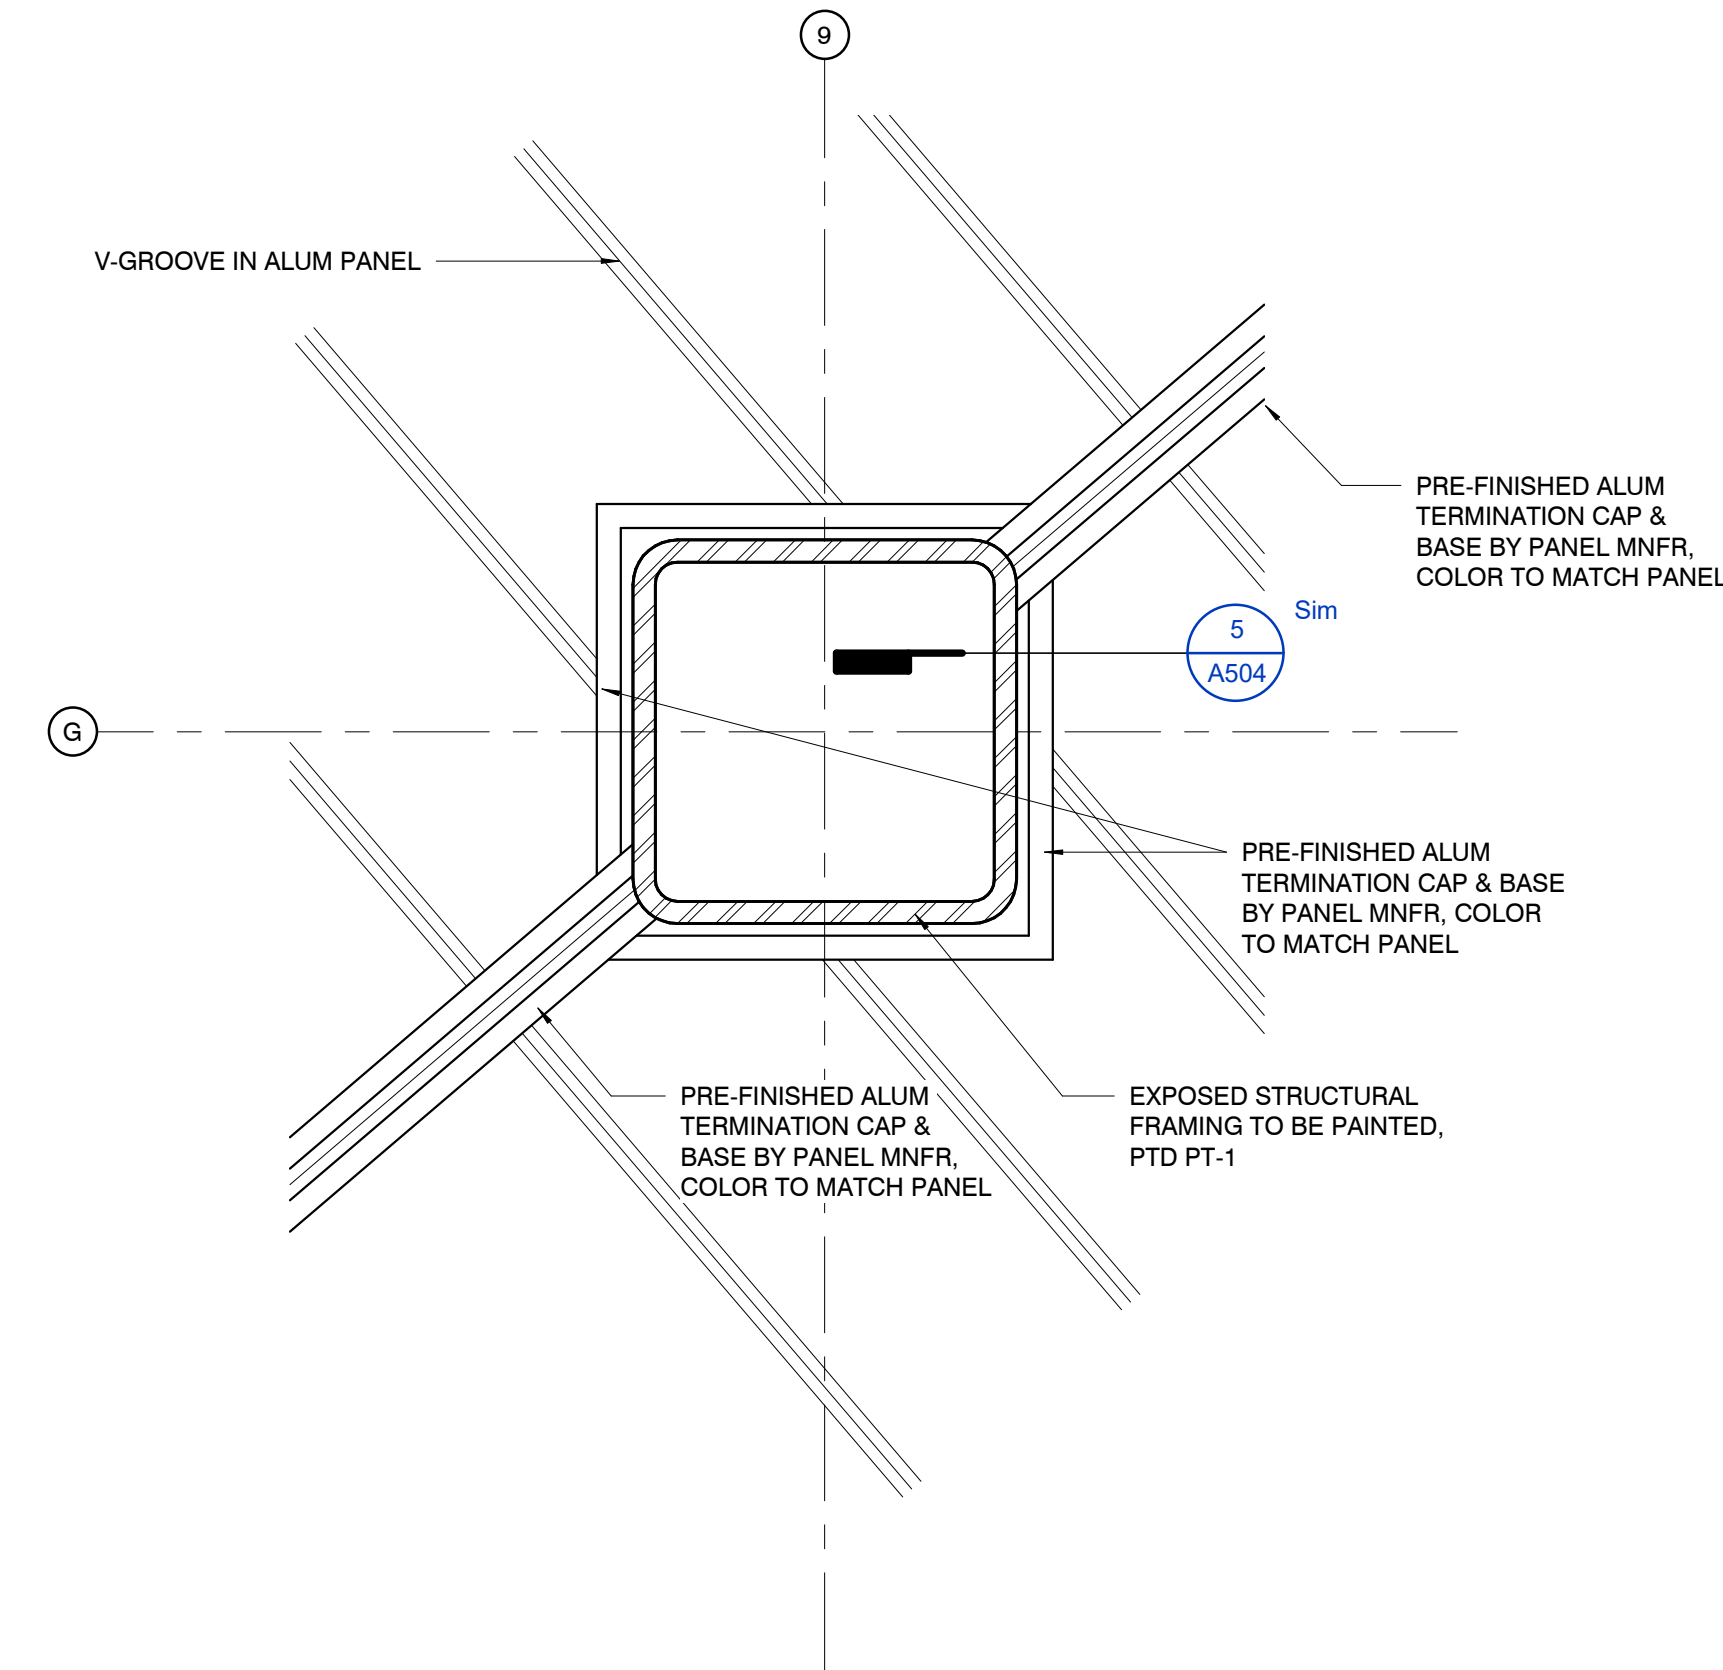 9
V-GROOVE IN ALUM PANEL
PRE-FINISHED ALUM
TERMINATION CAP &
BASE BY PANEL MNFR,
COLOR TO MATCH PANEL
Sim
5
A504
G
PRE-FINISHED ALUM
TERMINATION CAP & BASE
BY PANEL MNFR, COLOR
TO MATCH PANEL
PRE-FINISHED ALUM
TERMINATION CAP &
BASE BY PANEL MNFR,
COLOR TO MATCH PANEL
EXPOSED STRUCTURAL
FRAMING TO BE PAINTED,
PTD PT-1